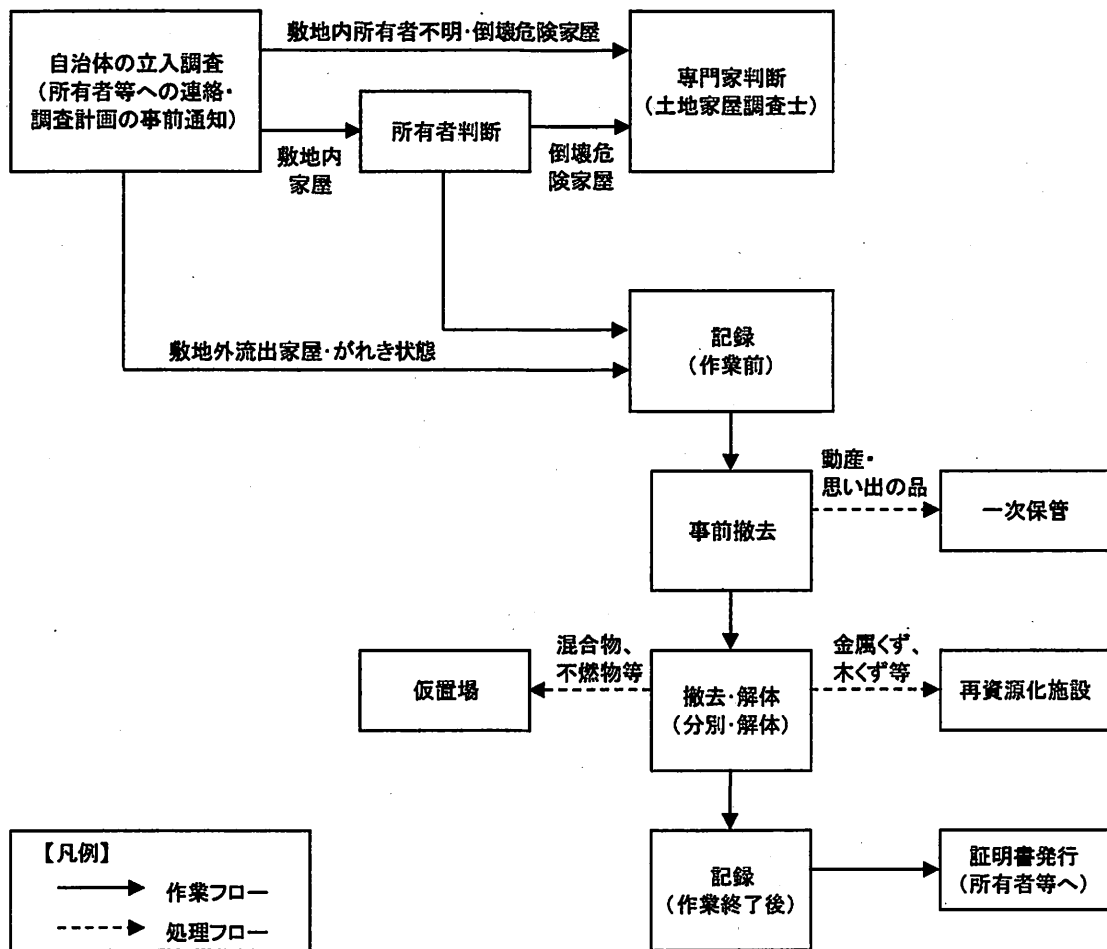 敷地内所有者不明・倒壊危険家屋
自治体の立入調査
(所有者等への連絡・
調査計画の事前通知)
専門家判断
(土地家屋調査士)
所有者判断
敷地内
家屋
倒壊危
険家屋
記録
(作業前)
敷地外流出家屋・がれき状態
動産・
思い出の品
事前撤去
一次保管
混合物、
不燃物等
金属くず、
木くず等
仮置場
撤去・解体
(分別・解体)
再資源化施設
【凡例】
作業フロー
処理フロー
記録
(作業終了後)
証明書発行
(所有者等へ)